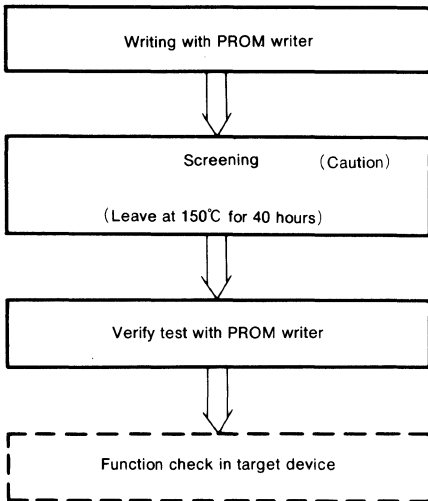 Writing with PROM writer
Screening (Caution)
(Leave at 150℃ for 40 hours)
Verify test with PROM writer
Function check in target device